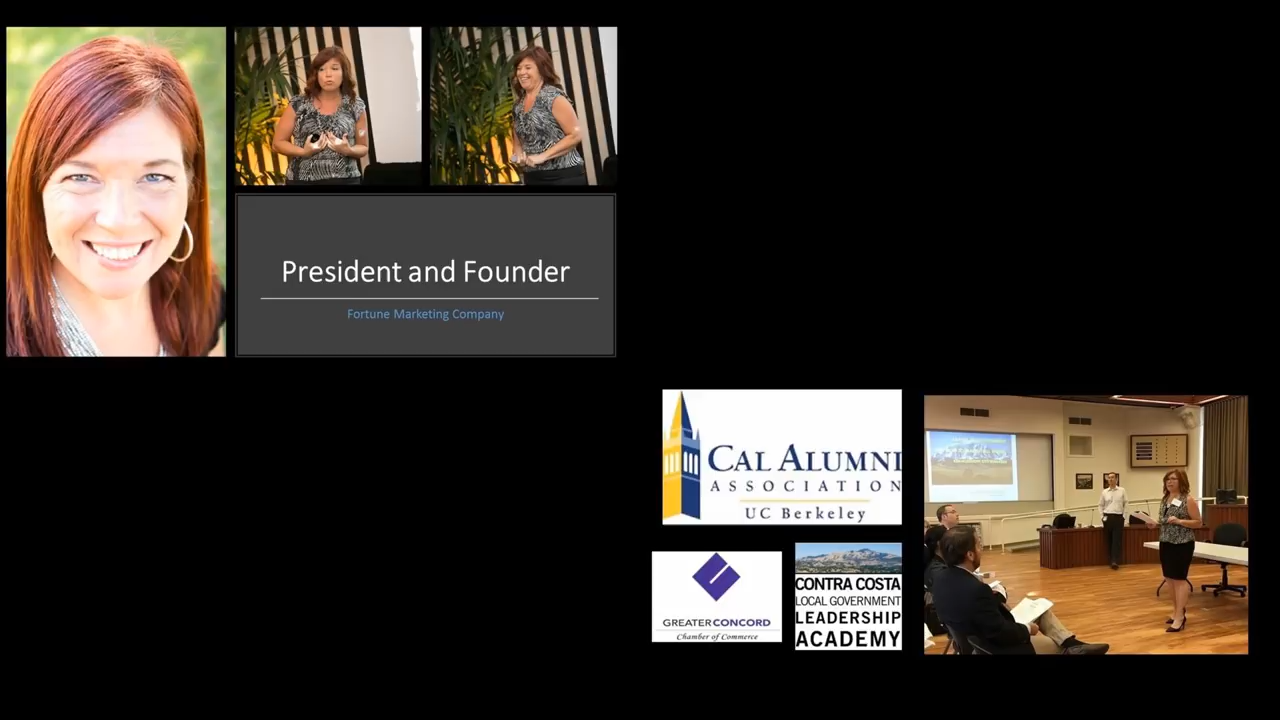 President and Founder
Fortune Marketing Company
CAL ALUMNI
ASSOCIATION
UC Berkeley
GREATER CONCORD
Chamber of Commerce
CONTRA COSTA
LOCAL GOVERNMENT
LEADERSHIP
ACADEMY